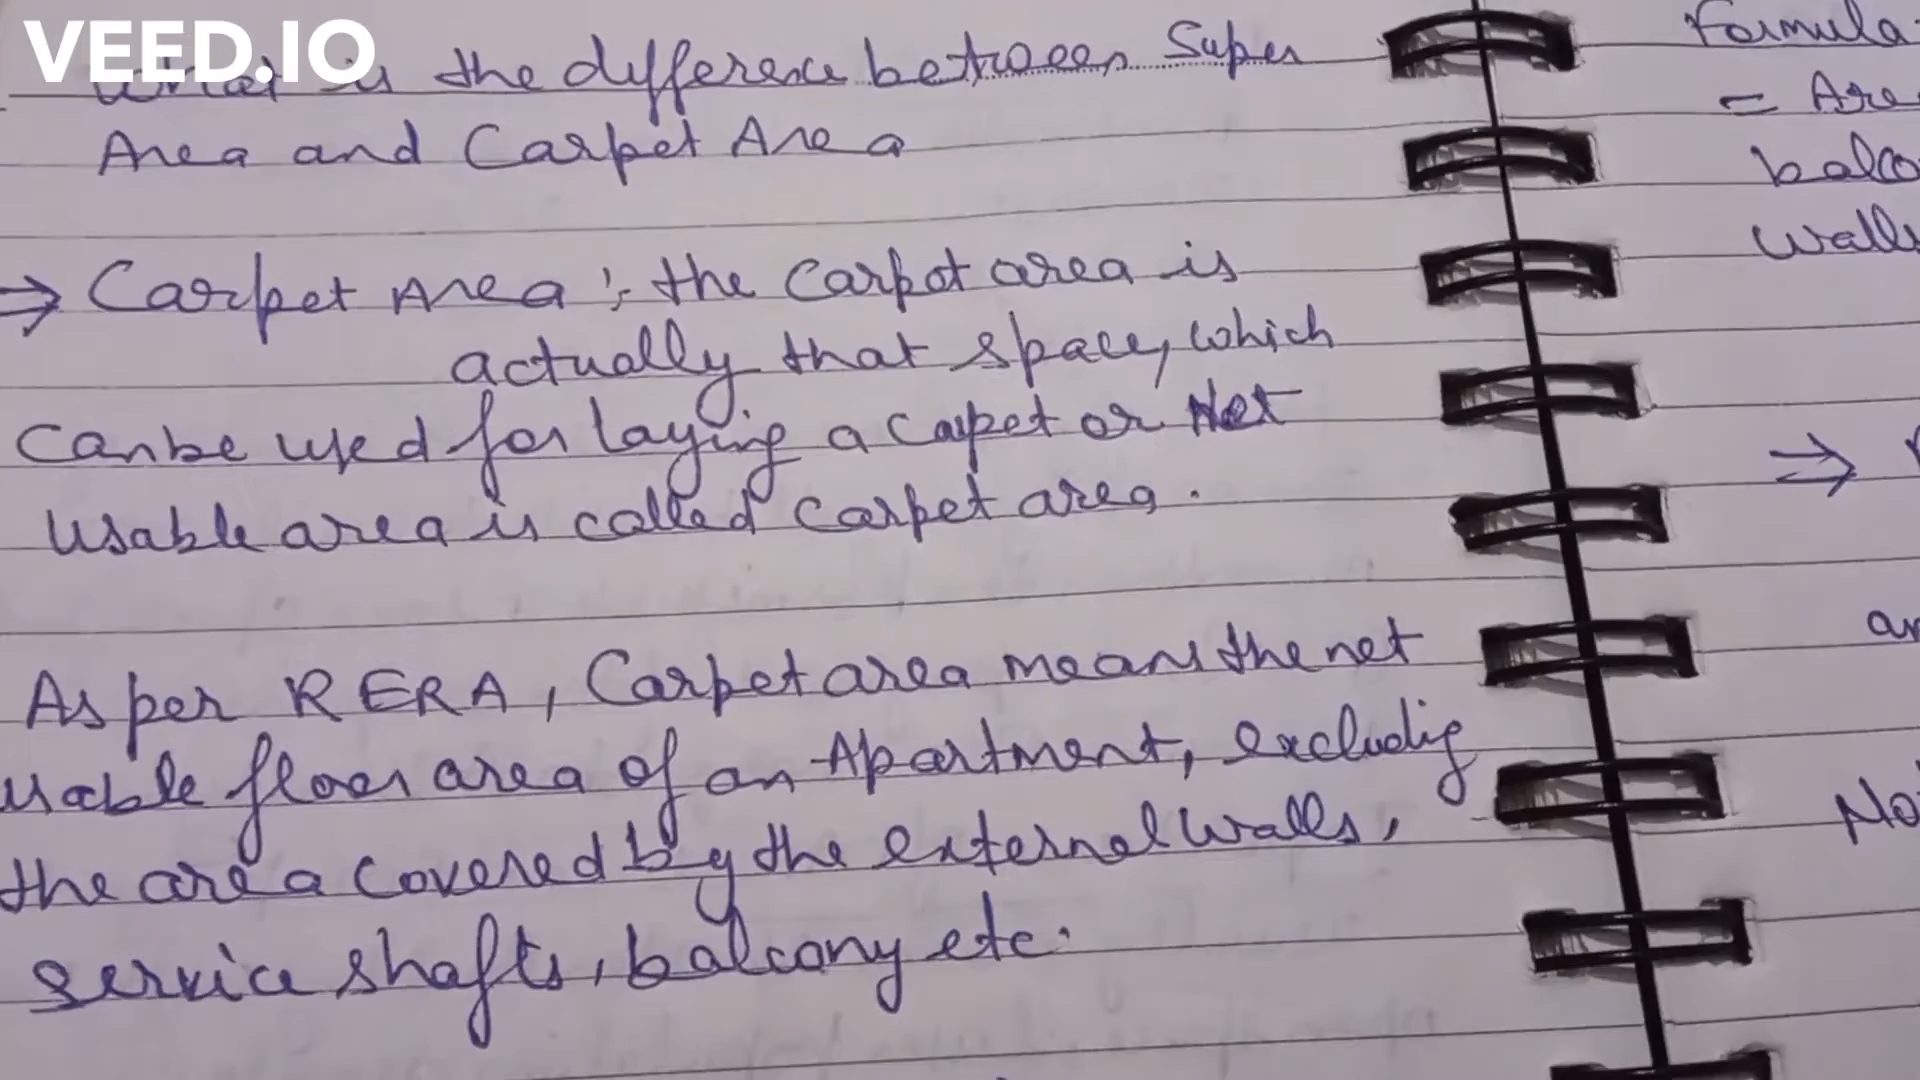 VEED.IO
What is the difference between Super
Area and Carpet Area
⇒ Carpet Area :- the Carpet area is
actually that space, which
can be used for laying a carpet or Net
Usable area is called carpet area.
As per RERA, Carpet area means the net
usable floor area of an Apartment, excluding
the area covered by the external walls,
service shafts, balcony etc.
Formula
= Are
balco
walls
⇒
an
No